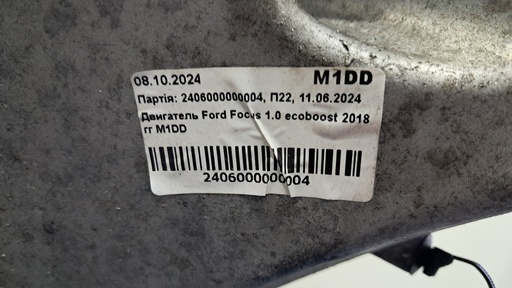 08.10.2024 M1DD
Партія: 2406000000004, П22, 11.06.2024
Двигатель Ford Focus 1.0 ecoboost 2018
гг M1DD
2406000000004